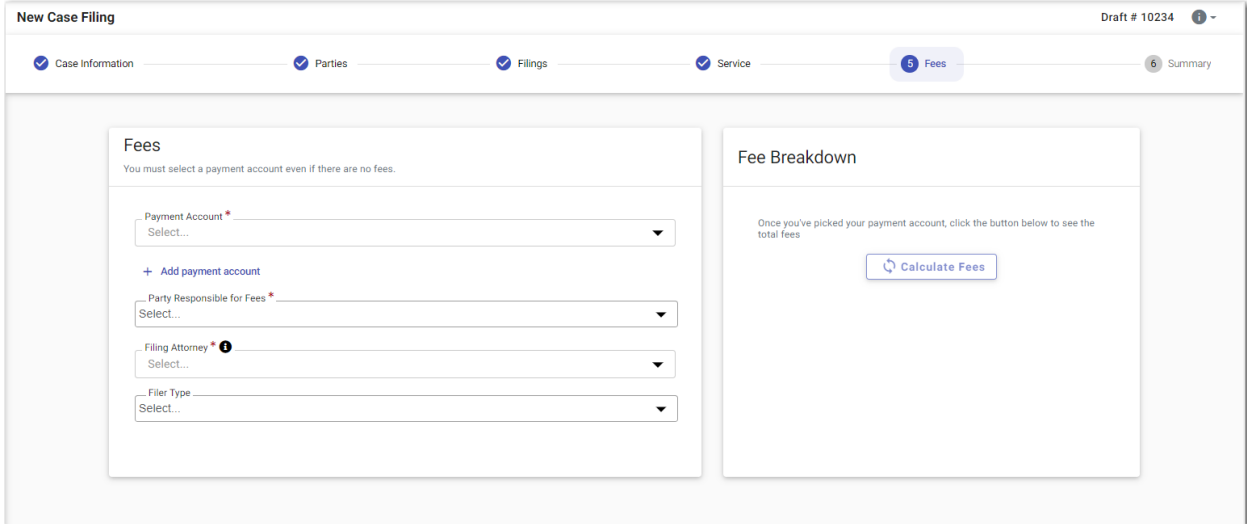 New Case Filing
Draft # 10234
Case Information
Parties
Filings
Service
5 Fees
6 Summary
Fees
You must select a payment account even if there are no fees.
Payment Account *
Select...
+ Add payment account
Party Responsible for Fees *
Select...
Filing Attorney *
Select...
Filer Type
Select...
Fee Breakdown
Once you've picked your payment account, click the button below to see the
total fees
Calculate Fees